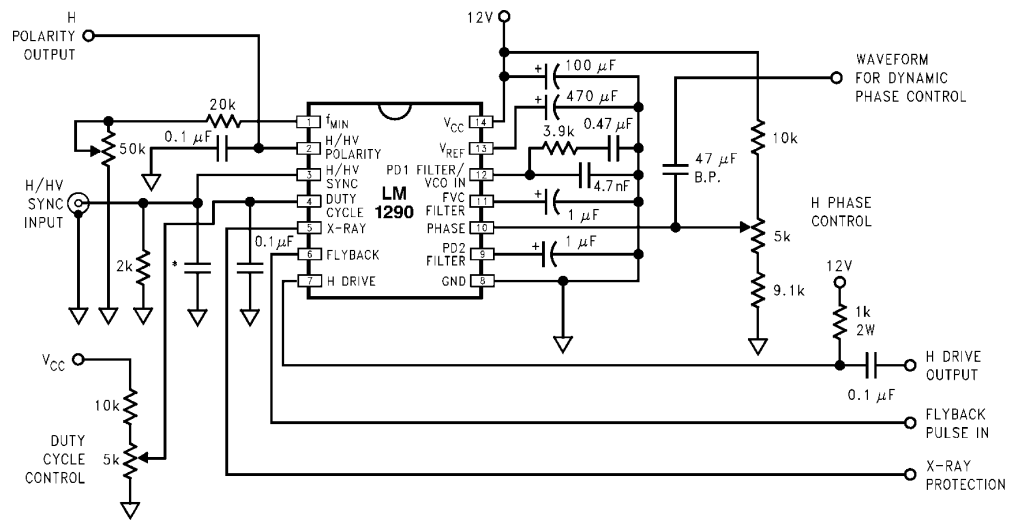 H
POLARITY
OUTPUT
12V
WAVEFORM
FOR DYNAMIC
PHASE CONTROL
+ 100 μF
+ 470 μF
20k
0.1 μF
50k
3.9k
0.47 μF
10k
47 μF
B.P.
4.7nF
1 fMIN
2 H/HV
POLARITY
3 H/HV
SYNC
4 DUTY
CYCLE
5 X-RAY
6 FLYBACK
7 H DRIVE
LM
1290
VCC 14
VREF 13
PD1 FILTER/
VCO IN 12
FVC
FILTER 11
PHASE 10
PD2
FILTER 9
GND 8
H/HV
SYNC
INPUT
+ 1 μF
+ 1 μF
H PHASE
CONTROL
5k
2k
*
0.1μF
12V
9.1k
1k
2W
VCC
H DRIVE
OUTPUT
0.1 μF
10k
DUTY
CYCLE
CONTROL
5k
FLYBACK
PULSE IN
X-RAY
PROTECTION